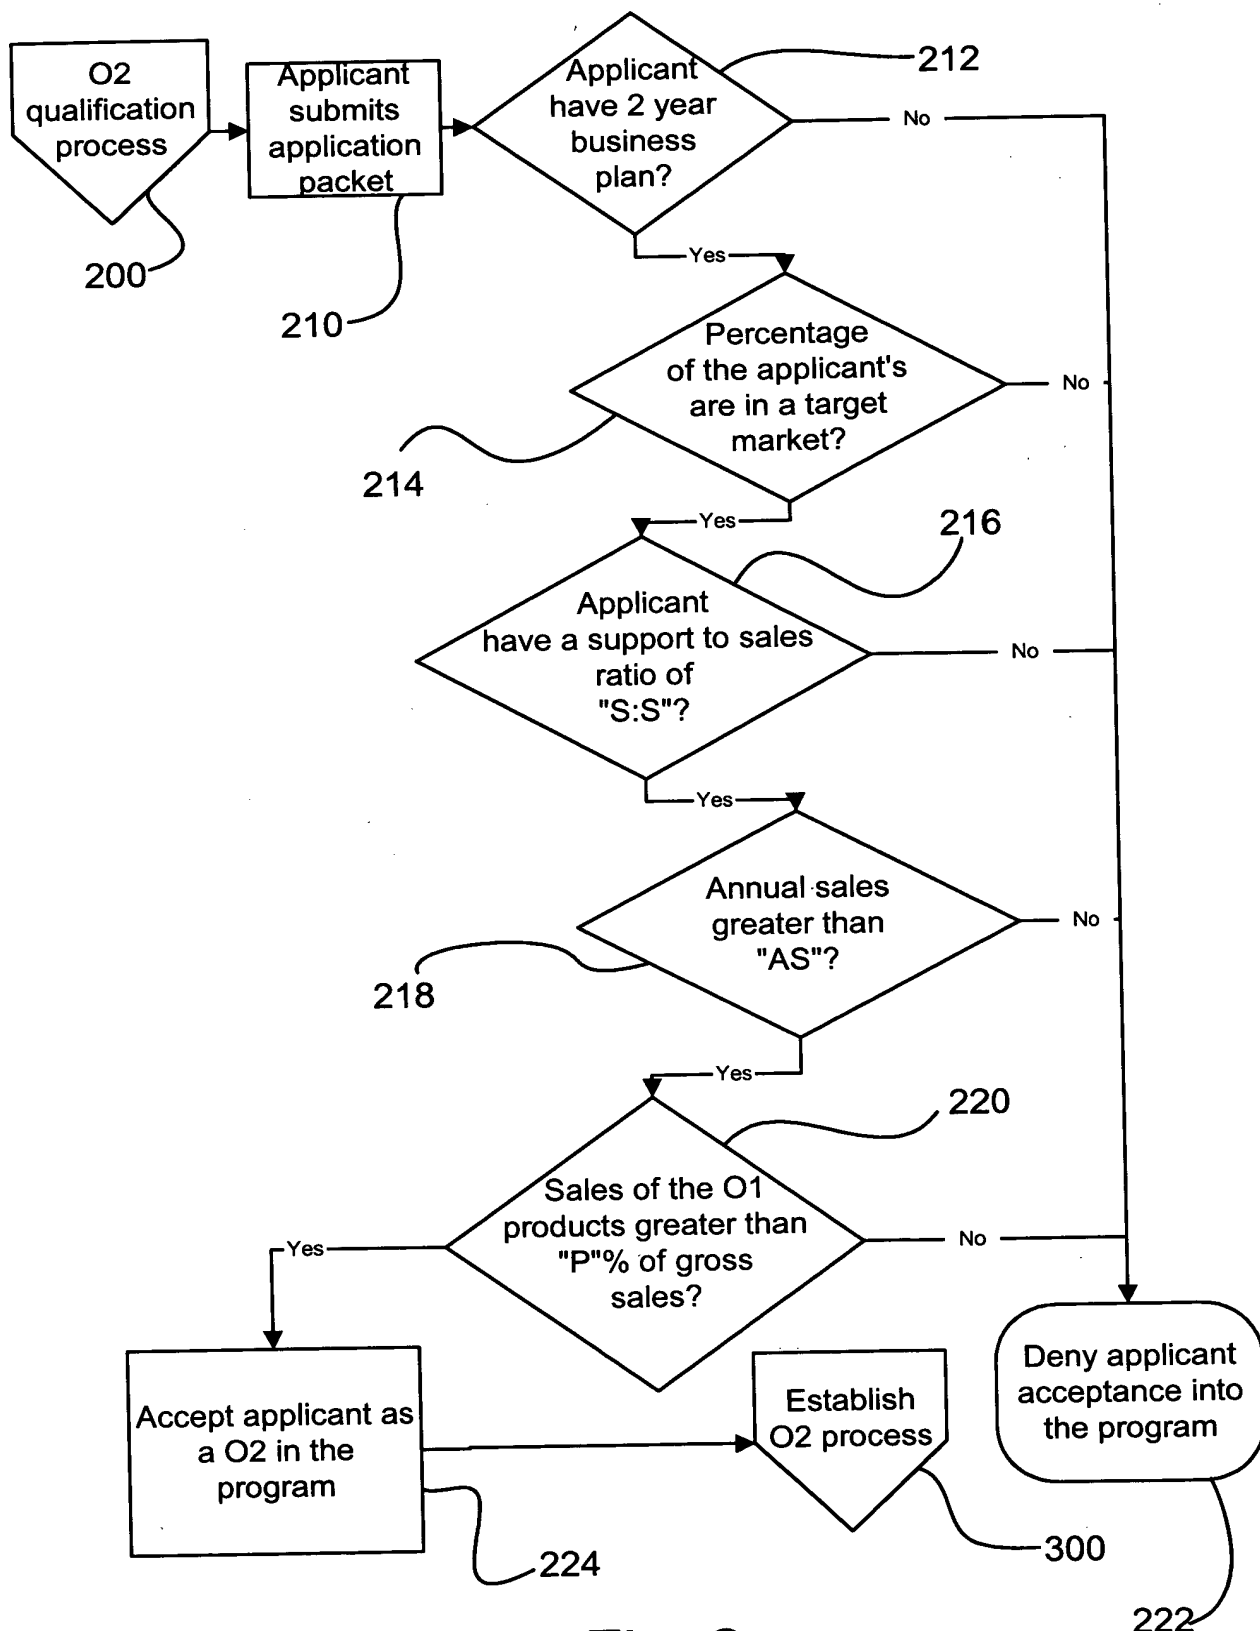 O2
qualification
process
200
Applicant
submits
application
packet
210
Applicant
have 2 year
business
plan?
212
No
Yes
Percentage
of the applicant's
are in a target
market?
214
No
Yes
Applicant
have a support to sales
ratio of
"S:S"?
216
No
Yes
Annual sales
greater than
"AS"?
218
No
Yes
Sales of the O1
products greater than
"P"% of gross
sales?
220
No
Yes
Accept applicant as
a O2 in the
program
224
Establish
O2 process
300
Deny applicant
acceptance into
the program
222